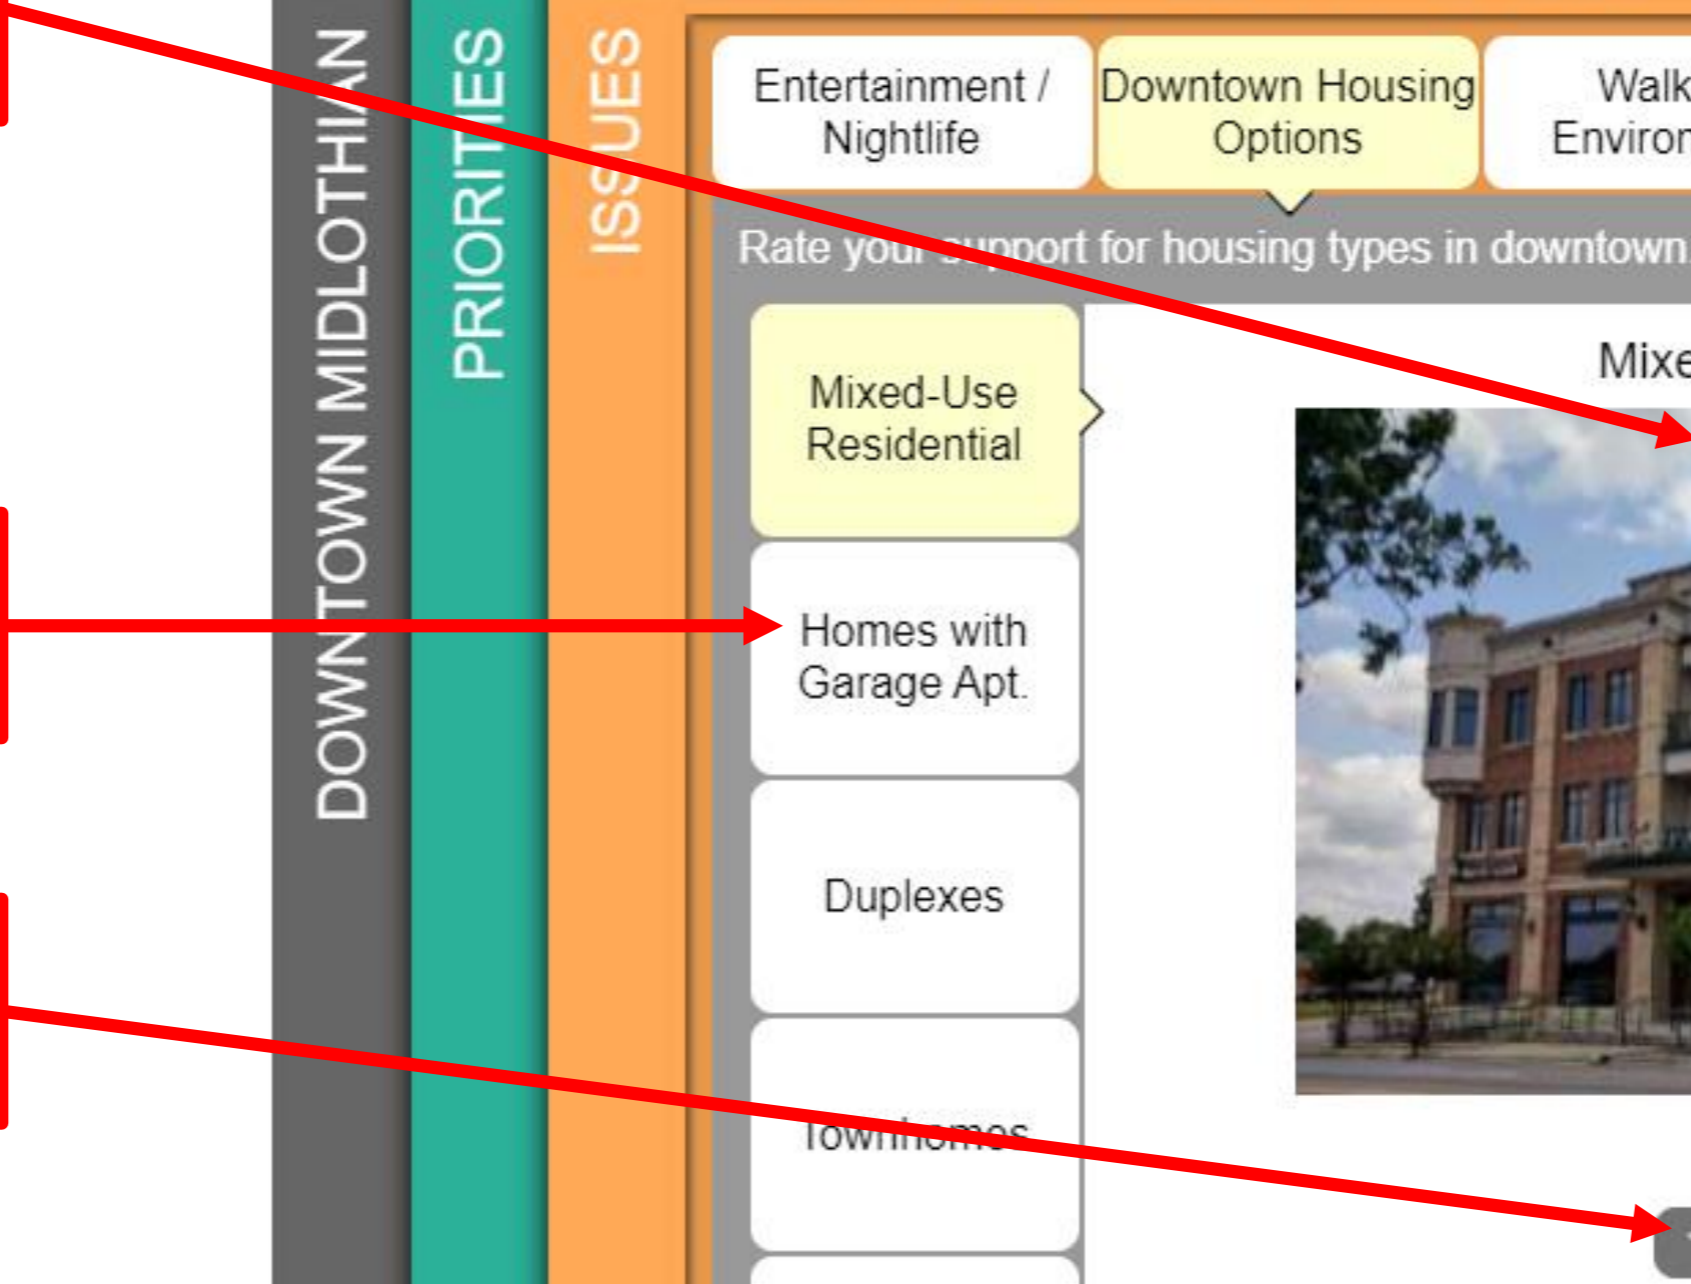 DOWNTOWN MIDLOTHIAN
PRIORITIES
ISSUES
Entertainment /
Nightlife
Downtown Housing
Options
Walk
Environ
Rate your support for housing types in downtown.
Mixe
Mixed-Use
Residential
Homes with
Garage Apt.
Duplexes
Townhomes